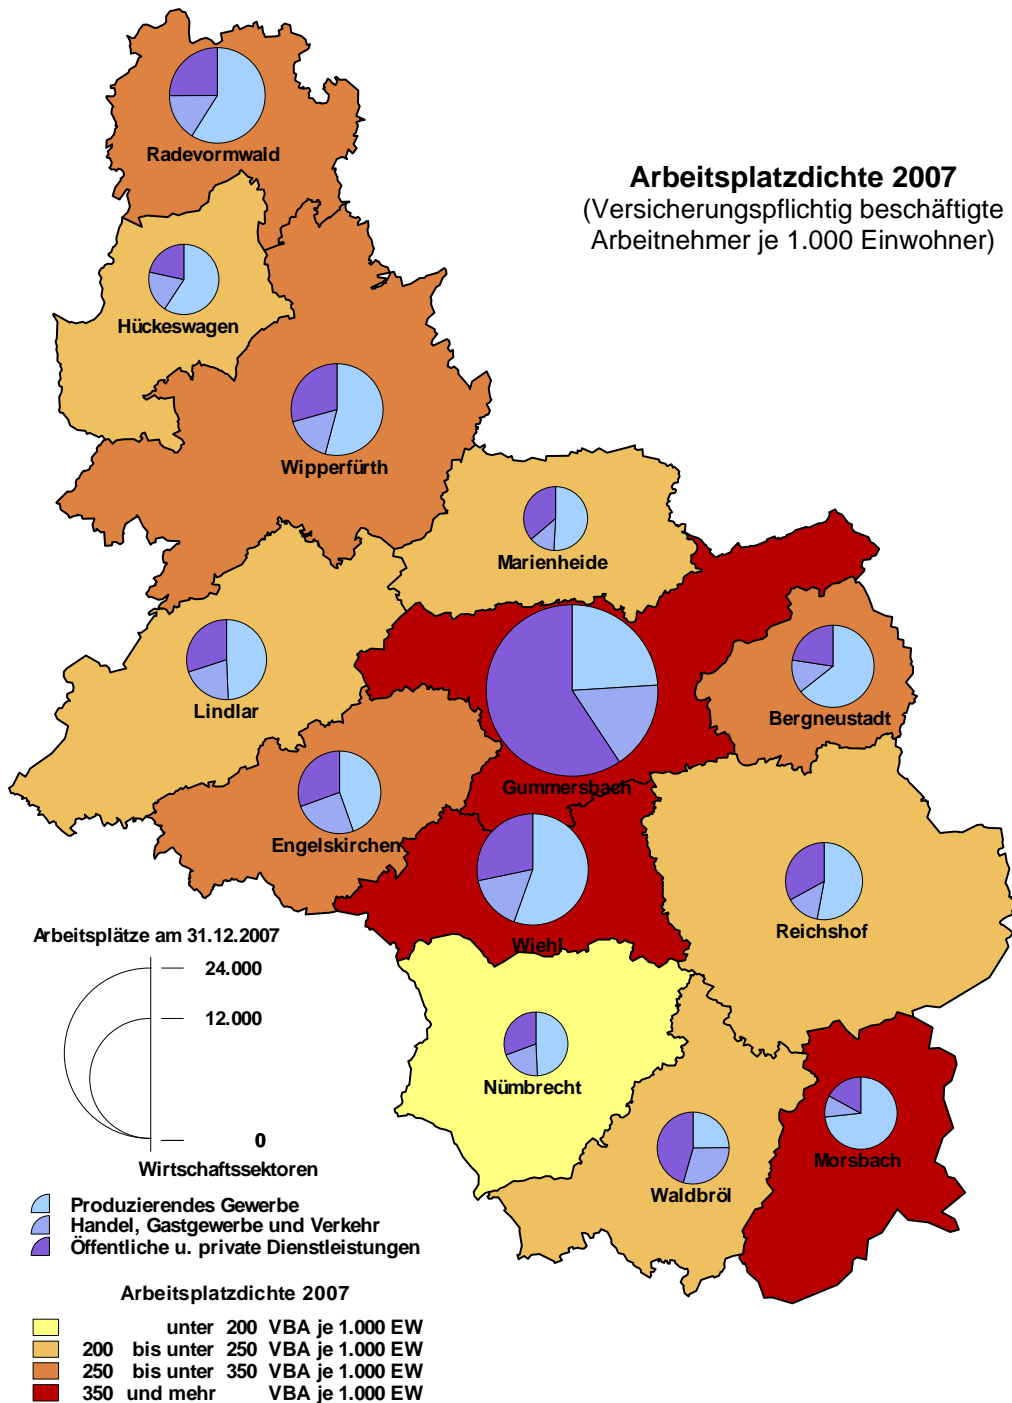 Radevormwald
Arbeitsplatzdichte 2007
(Versicherungspflichtig beschäftigte
Arbeitnehmer je 1.000 Einwohner)
Hückeswagen
Wipperfürth
Marienheide
Lindlar
Bergneustadt
Gummersbach
Engelskirchen
Reichshof
Wiehl
Arbeitsplätze am 31.12.2007
24.000
12.000
0
Nümbrecht
Morsbach
Waldbröl
Wirtschaftssektoren
Produzierendes Gewerbe
Handel, Gastgewerbe und Verkehr
Öffentliche u. private Dienstleistungen
Arbeitsplatzdichte 2007
unter 200 VBA je 1.000 EW
200 bis unter 250 VBA je 1.000 EW
250 bis unter 350 VBA je 1.000 EW
350 und mehr VBA je 1.000 EW